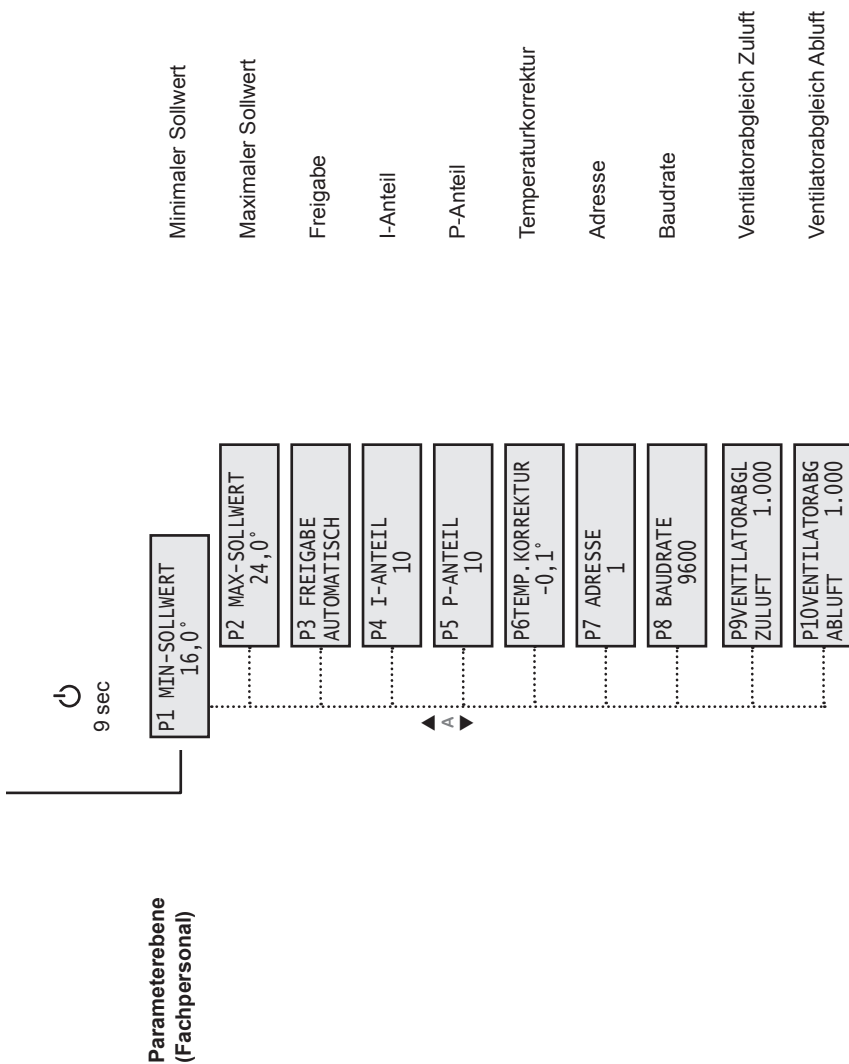 Parameterebene
(Fachpersonal)
9 sec
P1 MIN-SOLLWERT
16,0°
Minimaler Sollwert
P2 MAX-SOLLWERT
24,0°
Maximaler Sollwert
P3 FREIGABE
AUTOMATISCH
Freigabe
P4 I-ANTEIL
10
I-Anteil
A
P5 P-ANTEIL
10
P-Anteil
P6TEMP.KORREKTUR
-0,1°
Temperaturkorrektur
P7 ADRESSE
1
Adresse
P8 BAUDRATE
9600
Baudrate
P9VENTILATORABGL
ZULUFT 1.000
Ventilatorabgleich Zuluft
P10VENTILATORABG
ABLUFT 1.000
Ventilatorabgleich Abluft